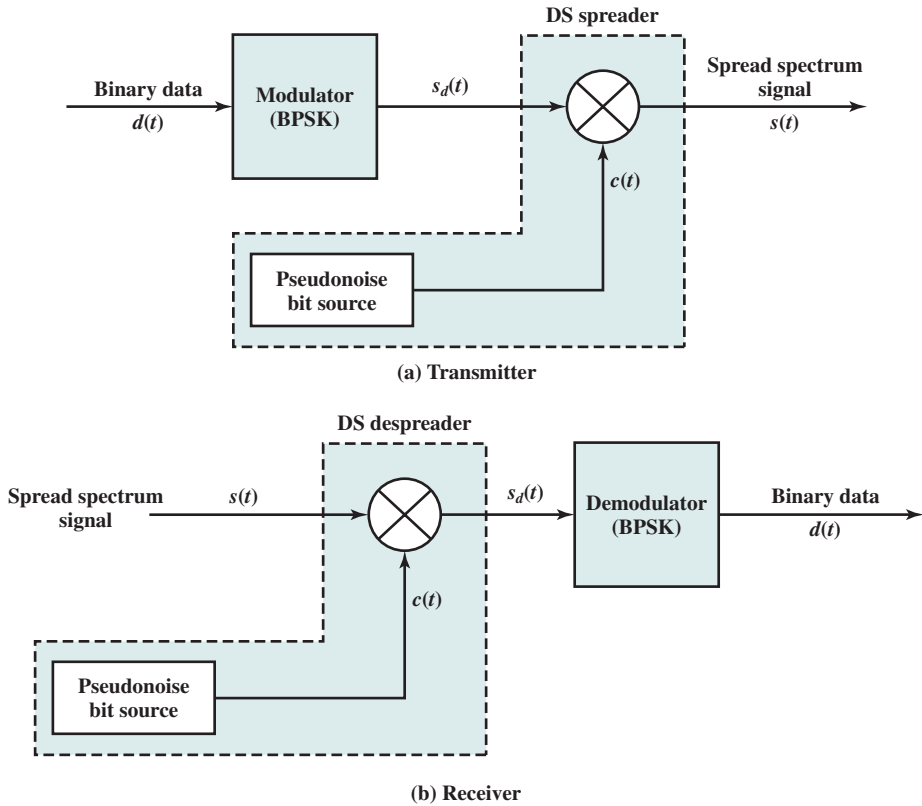 DS spreader
Binary data
d(t)
Modulator
(BPSK)
s_d(t)
Spread spectrum
signal
s(t)
c(t)
Pseudonoise
bit source
(a) Transmitter
DS despreader
Spread spectrum
signal
s(t)
s_d(t)
Demodulator
(BPSK)
Binary data
d(t)
c(t)
Pseudonoise
bit source
(b) Receiver